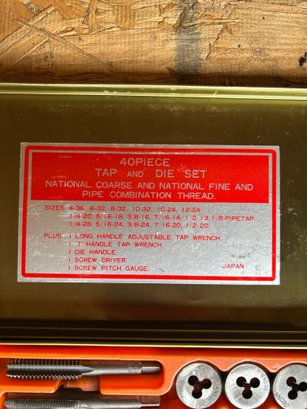 40PIECE
TAP AND DIE SET
NATIONAL COARSE AND NATIONAL FINE AND
PIPE COMBINATION THREAD.
SIZES 4-36, 6-32, 8-32, 10-32, 10-24, 12-24
1/4-20, 5/16-18, 3/8-16, 7/16-14, 1/2-13, 1/8-PIPETAP
1/4-28, 5/16-24, 3/8-24, 7/16-20, 1/2-20
PLUS 1 LONG HANDLE ADJUSTABLE TAP WRENCH
1 T HANDLE TAP WRENCH
1 DIE HANDLE
1 SCREW DRIVER
1 SCREW PITCH GAUGE. JAPAN